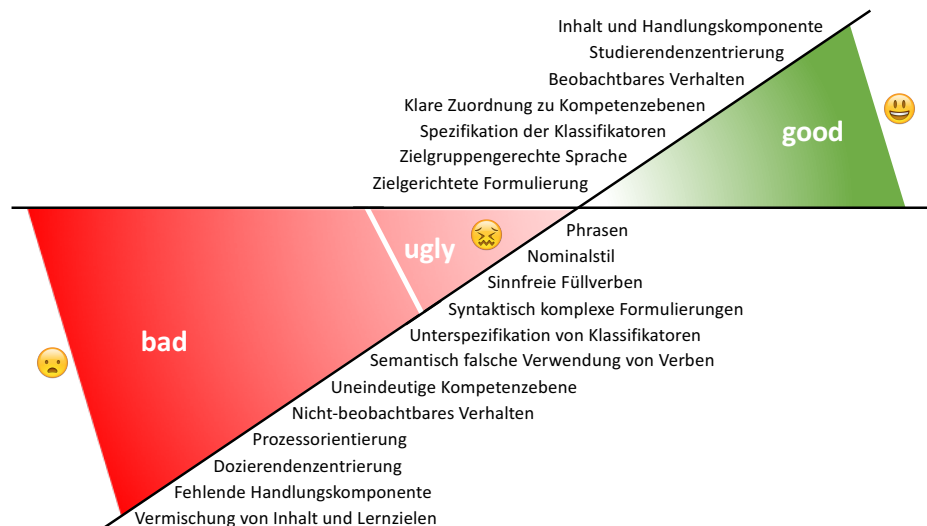 Inhalt und Handlungskomponente
Studierendenzentrierung
Beobachtbares Verhalten
Klare Zuordnung zu Kompetenzebenen
Spezifikation der Klassifikatoren
good
Zielgruppengerechte Sprache
Zielgerichtete Formulierung
Phrasen
ugly
Nominalstil
Sinnfreie Füllverben
Syntaktisch komplexe Formulierungen
Unterspezifikation von Klassifikatoren
bad
Semantisch falsche Verwendung von Verben
Uneindeutige Kompetenzebene
Nicht-beobachtbares Verhalten
Prozessorientierung
Dozierendenzentrierung
Fehlende Handlungskomponente
Vermischung von Inhalt und Lernzielen